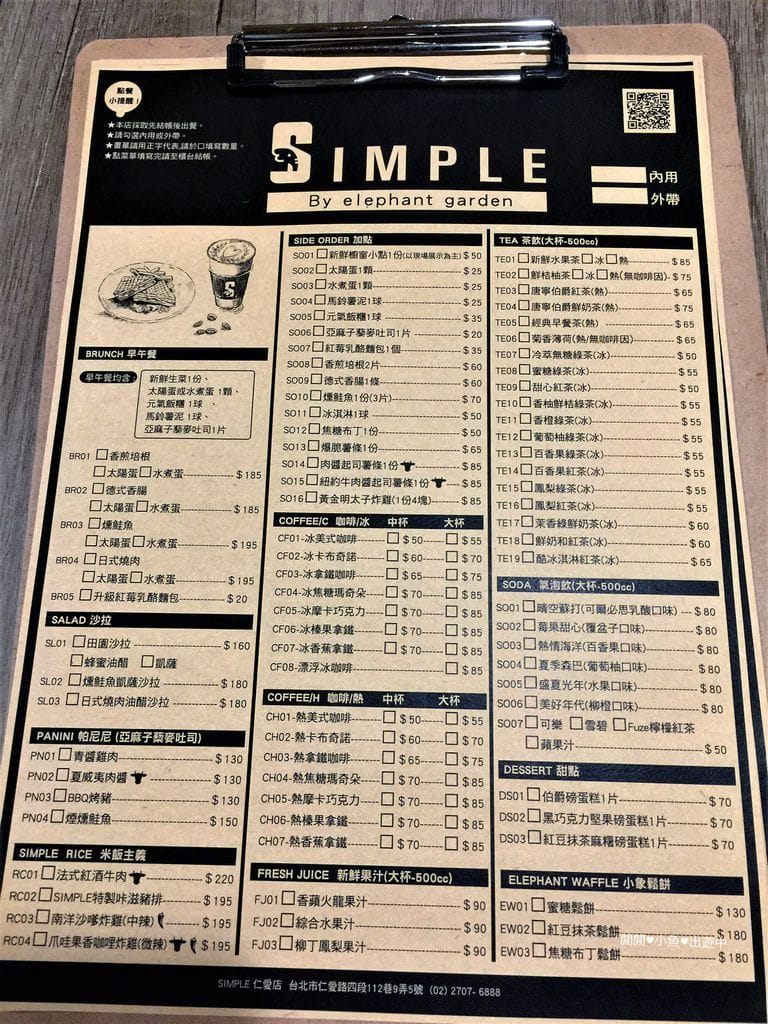 點餐
小提醒!
★本店採取先結帳後出餐。
★請勾選內用或外帶。
★畫單請用正字代表,請於口填寫數量。
★點菜單填寫完請至櫃台結帳。
SIMPLE
By elephant garden
內用
外帶
S
BRUNCH 早午餐
早午餐均含:
新鮮生菜1份、
太陽蛋或水煮蛋 1顆、
元氣飯糰 1球 、
馬鈴薯泥 1球、
亞麻子藜麥吐司1片
BR01 □香煎培根
□太陽蛋□水煮蛋 $185
BR02 □德式香腸
□太陽蛋□水煮蛋 $185
BR03 □燻鮭魚
□太陽蛋□水煮蛋 $195
BR04 □日式燒肉
□太陽蛋□水煮蛋 $195
BR05 □升級紅莓乳酪麵包 $20
SALAD 沙拉
SL01 □田園沙拉 $160
□蜂蜜油醋 □凱薩
SL02 □燻鮭魚凱薩沙拉 $180
SL03 □日式燒肉油醋沙拉 $180
PANINI 帕尼尼 (亞麻子藜麥吐司)
PN01□青醬雞肉 $130
PN02□夏威夷肉醬 $130
PN03□BBQ烤豬 $130
PN04□煙燻鮭魚 $150
SIMPLE RICE 米飯主義
RC01□法式紅酒牛肉 $220
RC02□SIMPLE特製咔滋豬排 $195
RC03□南洋沙嗲炸雞(中辣) $195
RC04□爪哇果香咖哩炸雞(微辣) $195
SIDE ORDER 加點
SO01□新鮮櫥窗小點1份(以現場展示為主) $50
SO02□太陽蛋1顆 $25
SO03□水煮蛋1顆 $25
SO04□馬鈴薯泥1球 $25
SO05□元氣飯糰1球 $35
SO06□亞麻子藜麥吐司1片 $20
SO07□紅莓乳酪麵包1個 $35
SO08□香煎培根2片 $60
SO09□德式香腸1條 $60
SO10□燻鮭魚1份(3片) $70
SO11□冰淇淋1球 $50
SO12□焦糖布丁1份 $50
SO13□爆脆薯條1份 $65
SO14□肉醬起司薯條1份 $85
SO15□紐約牛肉醬起司薯條1份 $85
SO16□黃金明太子炸雞(1份4塊) $85
COFFEE/C 咖啡/冰 中杯 大杯
CF01-冰美式咖啡 □$50 □$55
CF02-冰卡布奇諾 □$60 □$70
CF03-冰拿鐵咖啡 □$65 □$75
CF04-冰焦糖瑪奇朵 □$70 □$85
CF05-冰摩卡巧克力 □$70 □$85
CF06-冰榛果拿鐵 □$70 □$85
CF07-冰香蕉拿鐵 □$70 □$85
CF08-漂浮冰咖啡 □$85
COFFEE/H 咖啡/熱 中杯 大杯
CH01-熱美式咖啡 □$50 □$55
CH02-熱卡布奇諾 □$60 □$70
CH03-熱拿鐵咖啡 □$65 □$75
CH04-熱焦糖瑪奇朵 □$70 □$85
CH05-熱摩卡巧克力 □$70 □$85
CH06-熱榛果拿鐵 □$70 □$85
CH07-熱香蕉拿鐵 □$70 □$85
FRESH JUICE 新鮮果汁(大杯-500cc)
FJ01□香蘋火龍果汁 $90
FJ02□綜合水果汁 $90
FJ03□柳丁鳳梨果汁 $90
TEA 茶飲(大杯-500cc)
TE01□新鮮水果茶□冰□熱 $85
TE02□鮮桔柚茶□冰□熱(無咖啡因) $75
TE03□唐寧伯爵紅茶(熱) $65
TE04□唐寧伯爵鮮奶茶(熱) $75
TE05□經典早餐茶(熱) $65
TE06□菊香薄荷(熱/無咖啡因) $65
TE07□冷萃無糖綠茶(冰) $50
TE08□蜜糖綠茶(冰) $55
TE09□甜心紅茶(冰) $50
TE10□香柚鮮桔綠茶(冰) $55
TE11□香橙綠茶(冰) $55
TE12□葡萄柚綠茶(冰) $55
TE13□百香果綠茶(冰) $55
TE14□百香果紅茶(冰) $55
TE15□鳳梨綠茶(冰) $55
TE16□鳳梨紅茶(冰) $55
TE17□茉香綠鮮奶茶(冰) $60
TE18□鮮奶和紅茶(冰) $60
TE19□酷冰淇淋紅茶(冰) $65
SODA 氣泡飲(大杯-500cc)
SO01□晴空蘇打(可爾必思乳酸口味) $80
SO02□莓果甜心(覆盆子口味) $80
SO03□熱情海洋(百香果口味) $80
SO04□夏季森巴(葡萄柚口味) $80
SO05□盛夏光年(水果口味) $80
SO06□美好年代(柳橙口味) $80
SO07□可樂 □雪碧 □Fuze檸檬紅茶
□蘋果汁 $50
DESSERT 甜點
DS01□伯爵磅蛋糕1片 $70
DS02□黑巧克力堅果磅蛋糕1片 $70
DS03□紅豆抹茶麻糬磅蛋糕1片 $70
ELEPHANT WAFFLE 小象鬆餅
EW01□蜜糖鬆餅 $130
EW02□紅豆抹茶鬆餅 $180
EW03□焦糖布丁鬆餅 $180
閒閒♥小魚♥出遊中
SIMPLE 仁愛店 台北市仁愛路四段112巷9弄5號 (02) 2707- 6888